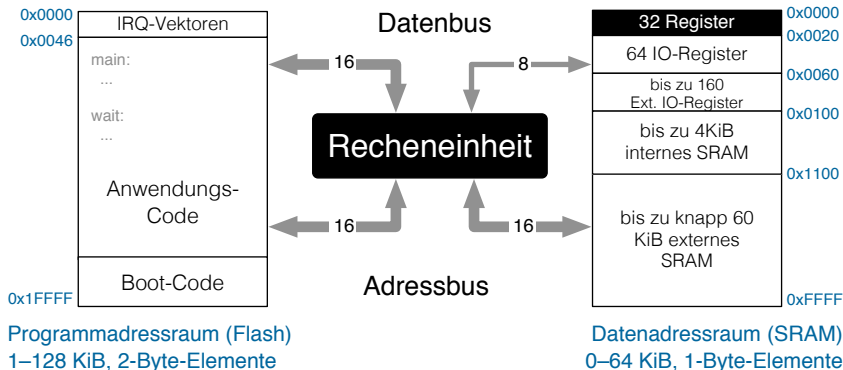 0x0000
IRQ-Vektoren
0x0046
main:
...
wait:
...
Anwendungs-
Code
Boot-Code
0x1FFFF
Programmadressraum (Flash)
1–128 KiB, 2-Byte-Elemente
Datenbus
16
8
Recheneinheit
16
16
Adressbus
32 Register
0x0000
0x0020
64 IO-Register
0x0060
bis zu 160
Ext. IO-Register
0x0100
bis zu 4KiB
internes SRAM
0x1100
bis zu knapp 60
KiB externes
SRAM
0xFFFF
Datenadressraum (SRAM)
0–64 KiB, 1-Byte-Elemente